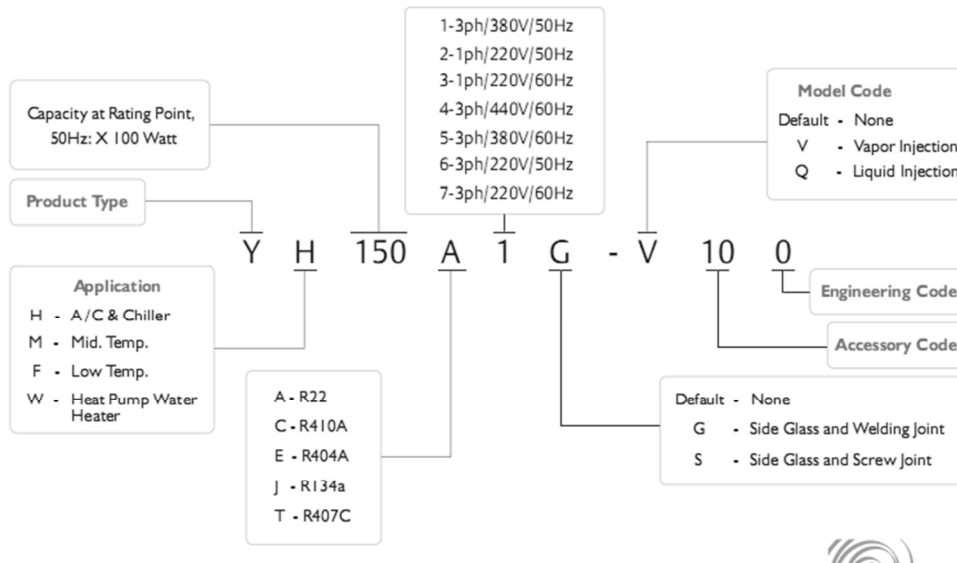 1-3ph/380V/50Hz
2-1ph/220V/50Hz
3-1ph/220V/60Hz
4-3ph/440V/60Hz
5-3ph/380V/60Hz
6-3ph/220V/50Hz
7-3ph/220V/60Hz
Capacity at Rating Point,
50Hz: X 100 Watt
Model Code
Default - None
V - Vapor Injection
Q - Liquid Injection
Product Type
Y H 150 A 1 G - V 10 0
Application
H - A/C & Chiller
M - Mid. Temp.
F - Low Temp.
W - Heat Pump Water
Heater
Engineering Code
Accessory Code
A - R22
C - R410A
E - R404A
J - R134a
T - R407C
Default - None
G - Side Glass and Welding Joint
S - Side Glass and Screw Joint